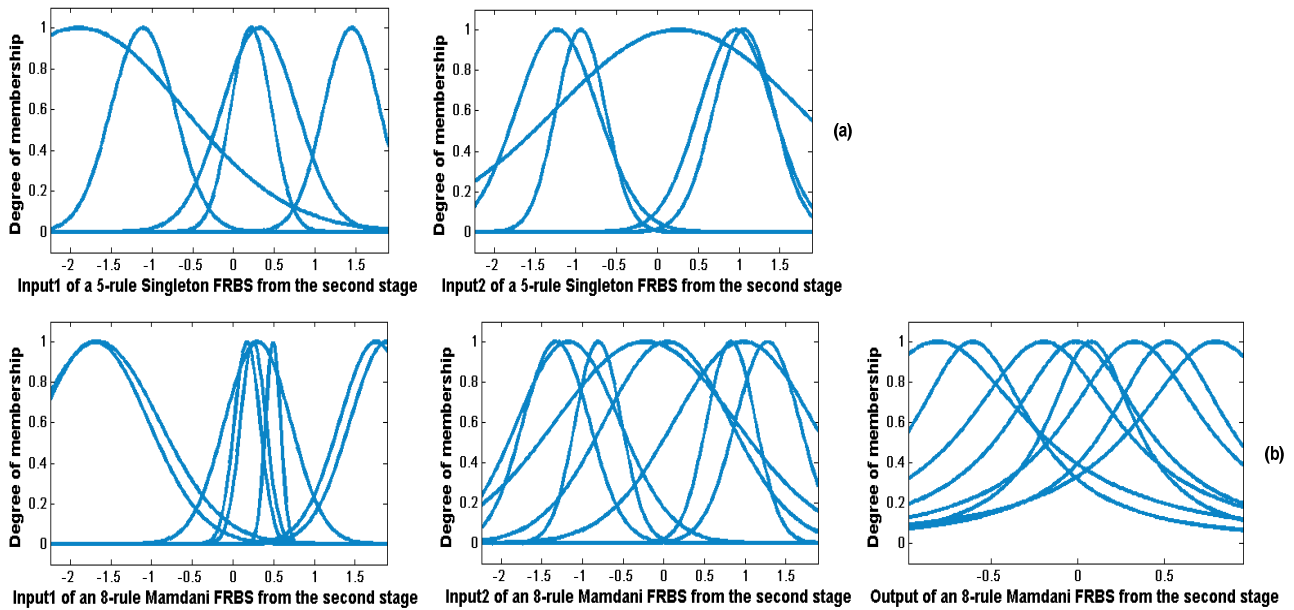 Degree of membership
1
0.8
0.6
0.4
0.2
0
-2 -1.5 -1 -0.5 0 0.5 1 1.5
Input1 of a 5-rule Singleton FRBS from the second stage
Degree of membership
1
0.8
0.6
0.4
0.2
0
-2 -1.5 -1 -0.5 0 0.5 1 1.5
Input2 of a 5-rule Singleton FRBS from the second stage
(a)
Degree of membership
1
0.8
0.6
0.4
0.2
0
-2 -1.5 -1 -0.5 0 0.5 1 1.5
Input1 of an 8-rule Mamdani FRBS from the second stage
Degree of membership
1
0.8
0.6
0.4
0.2
0
-2 -1.5 -1 -0.5 0 0.5 1 1.5
Input2 of an 8-rule Mamdani FRBS from the second stage
Degree of membership
1
0.8
0.6
0.4
0.2
0
-0.5 0 0.5
Output of an 8-rule Mamdani FRBS from the second stage
(b)